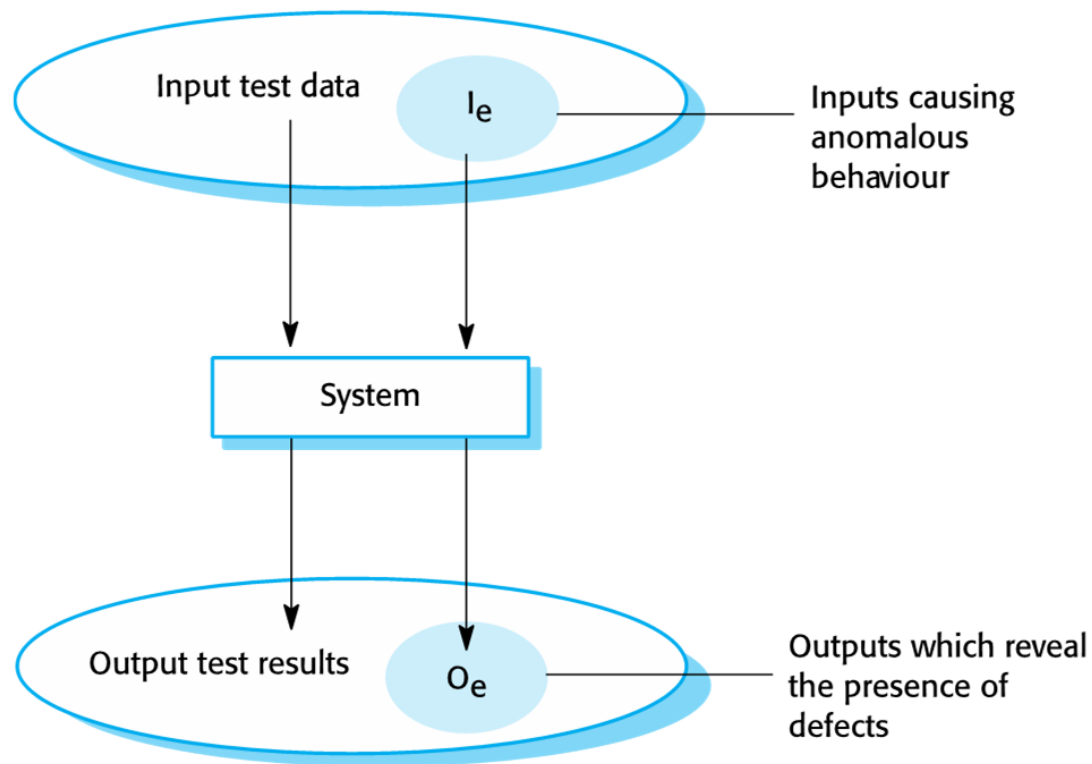 Input test data
Ie
Inputs causing
anomalous
behaviour
System
Output test results
Oe
Outputs which reveal
the presence of
defects